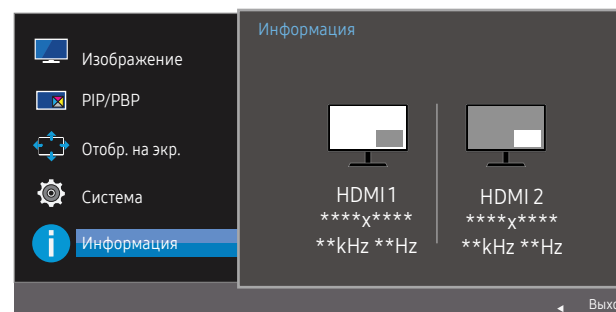 Информация
Изображение
PIP/PBP
Отобр. на экр.
Система
Информация
HDMI 1
****x****
**kHz **Hz
HDMI 2
****x****
**kHz **Hz